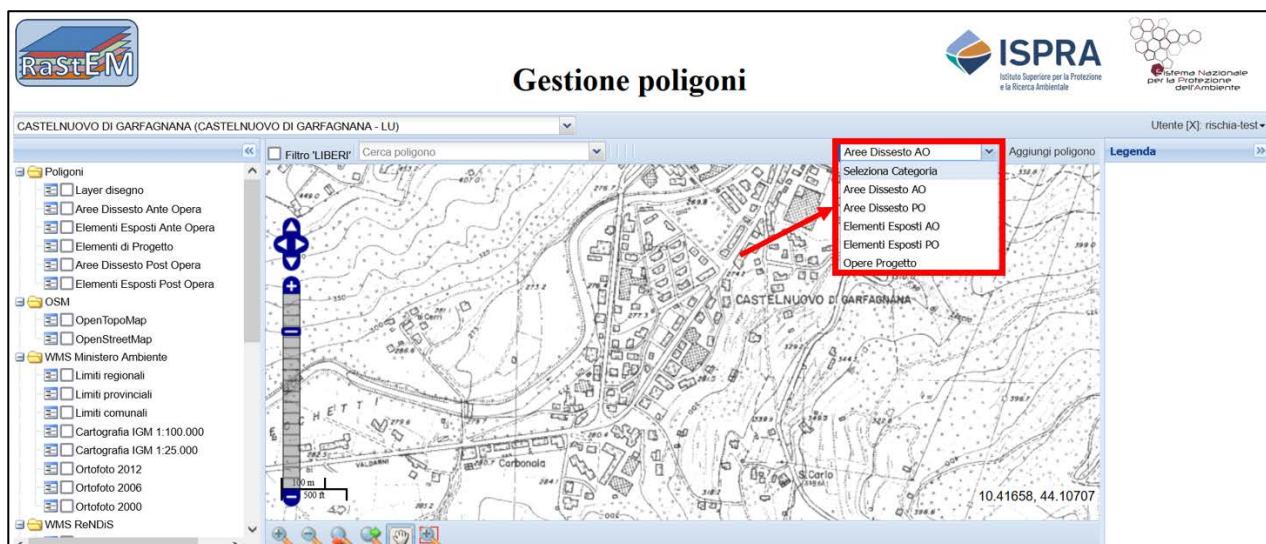 RaStEM
Gestione poligoni
ISPRA
Istituto Superiore per la Protezione
e la Ricerca Ambientale
Sistema Nazionale
per la Protezione
dell'Ambiente
CASTELNUOVO DI GARFAGNANA (CASTELNUOVO DI GARFAGNANA - LU)
Utente [X]: rischia-test
Filtro 'LIBERI'
Cerca poligono
Aree Dissesto AO
Aggiungi poligono
Legenda
Seleziona Categoria
Aree Dissesto AO
Aree Dissesto PO
Elementi Esposti AO
Elementi Esposti PO
Opere Progetto
Poligoni
Layer disegno
Aree Dissesto Ante Opera
Elementi Esposti Ante Opera
Elementi di Progetto
Aree Dissesto Post Opera
Elementi Esposti Post Opera
OSM
OpenTopoMap
OpenStreetMap
WMS Ministero Ambiente
Limiti regionali
Limiti provinciali
Limiti comunali
Cartografia IGM 1:100.000
Cartografia IGM 1:25.000
Ortofoto 2012
Ortofoto 2006
Ortofoto 2000
WMS ReNDiS
CASTELNUOVO DI GARFAGNANA
Carbonaia
S. Carlo
VALDARNI
100 m
500 ft
10.41658, 44.10707